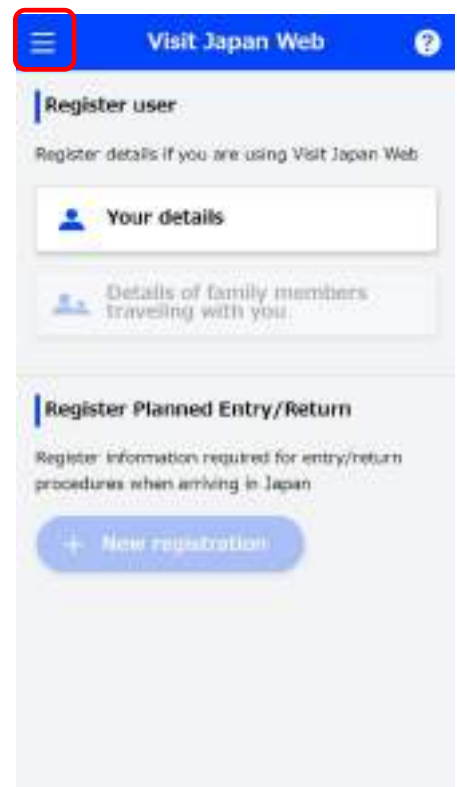 Visit Japan Web ?
Register user
Register details if you are using Visit Japan Web
Your details
Details of family members
traveling with you
Register Planned Entry/Return
Register information required for entry/return
procedures when arriving in Japan
+ New registration